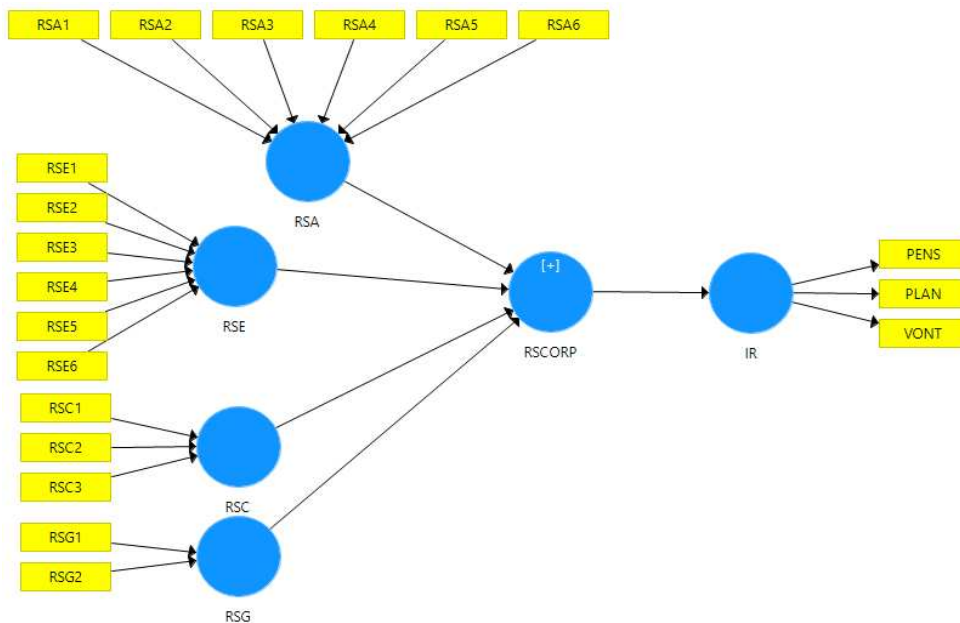 RSA1
RSA2
RSA3
RSA4
RSA5
RSA6
RSA
RSE1
RSE2
RSE3
RSE4
RSE5
RSE6
RSE
[+]
RSCORP
IR
PENS
PLAN
VONT
RSC1
RSC2
RSC3
RSC
RSG1
RSG2
RSG